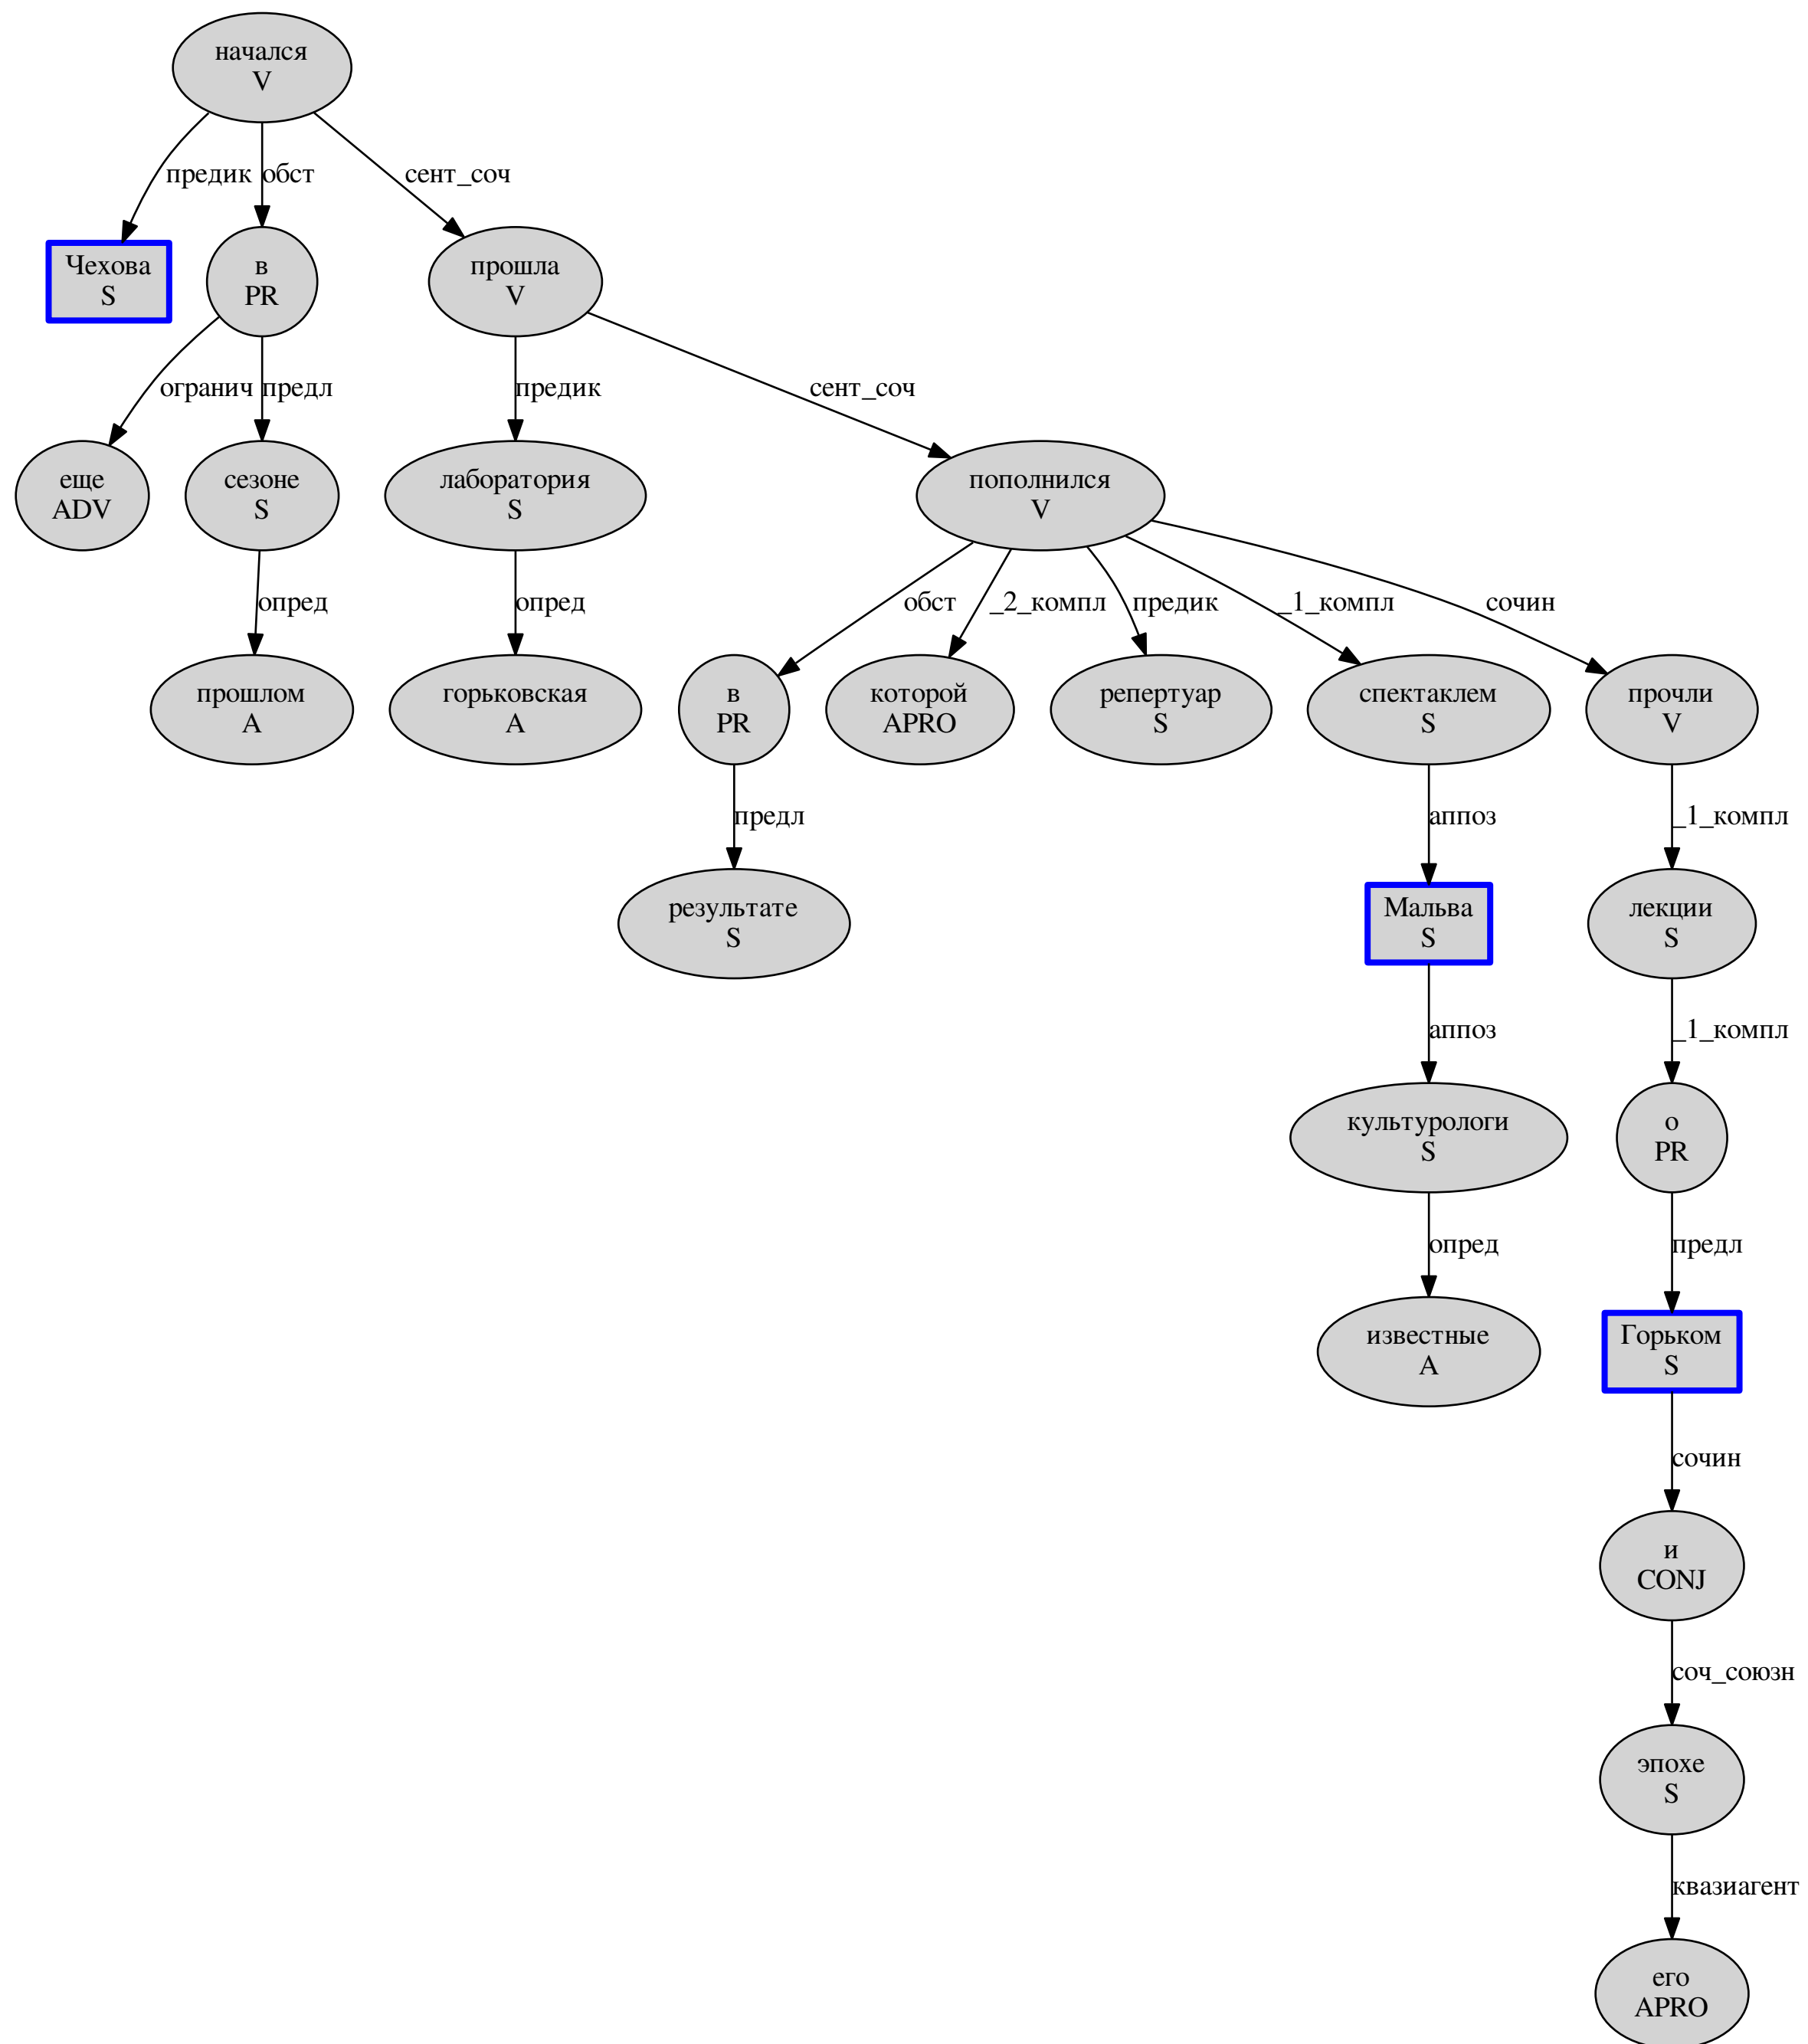 начался
V
предик
обст
сент_соч
Чехова
S
в
PR
прошла
V
огранич
предл
предик
сент_соч
еще
ADV
сезоне
S
лаборатория
S
пополнился
V
опред
опред
обст
_2_компл
предик
_1_компл
сочин
прошлом
A
горьковская
A
в
PR
которой
APRO
репертуар
S
спектаклем
S
прочли
V
предл
аппоз
_1_компл
результате
S
Мальва
S
лекции
S
аппоз
_1_компл
культурологи
S
о
PR
опред
предл
известные
A
Горьком
S
сочин
и
CONJ
соч_союзн
эпохе
S
квазиагент
его
APRO